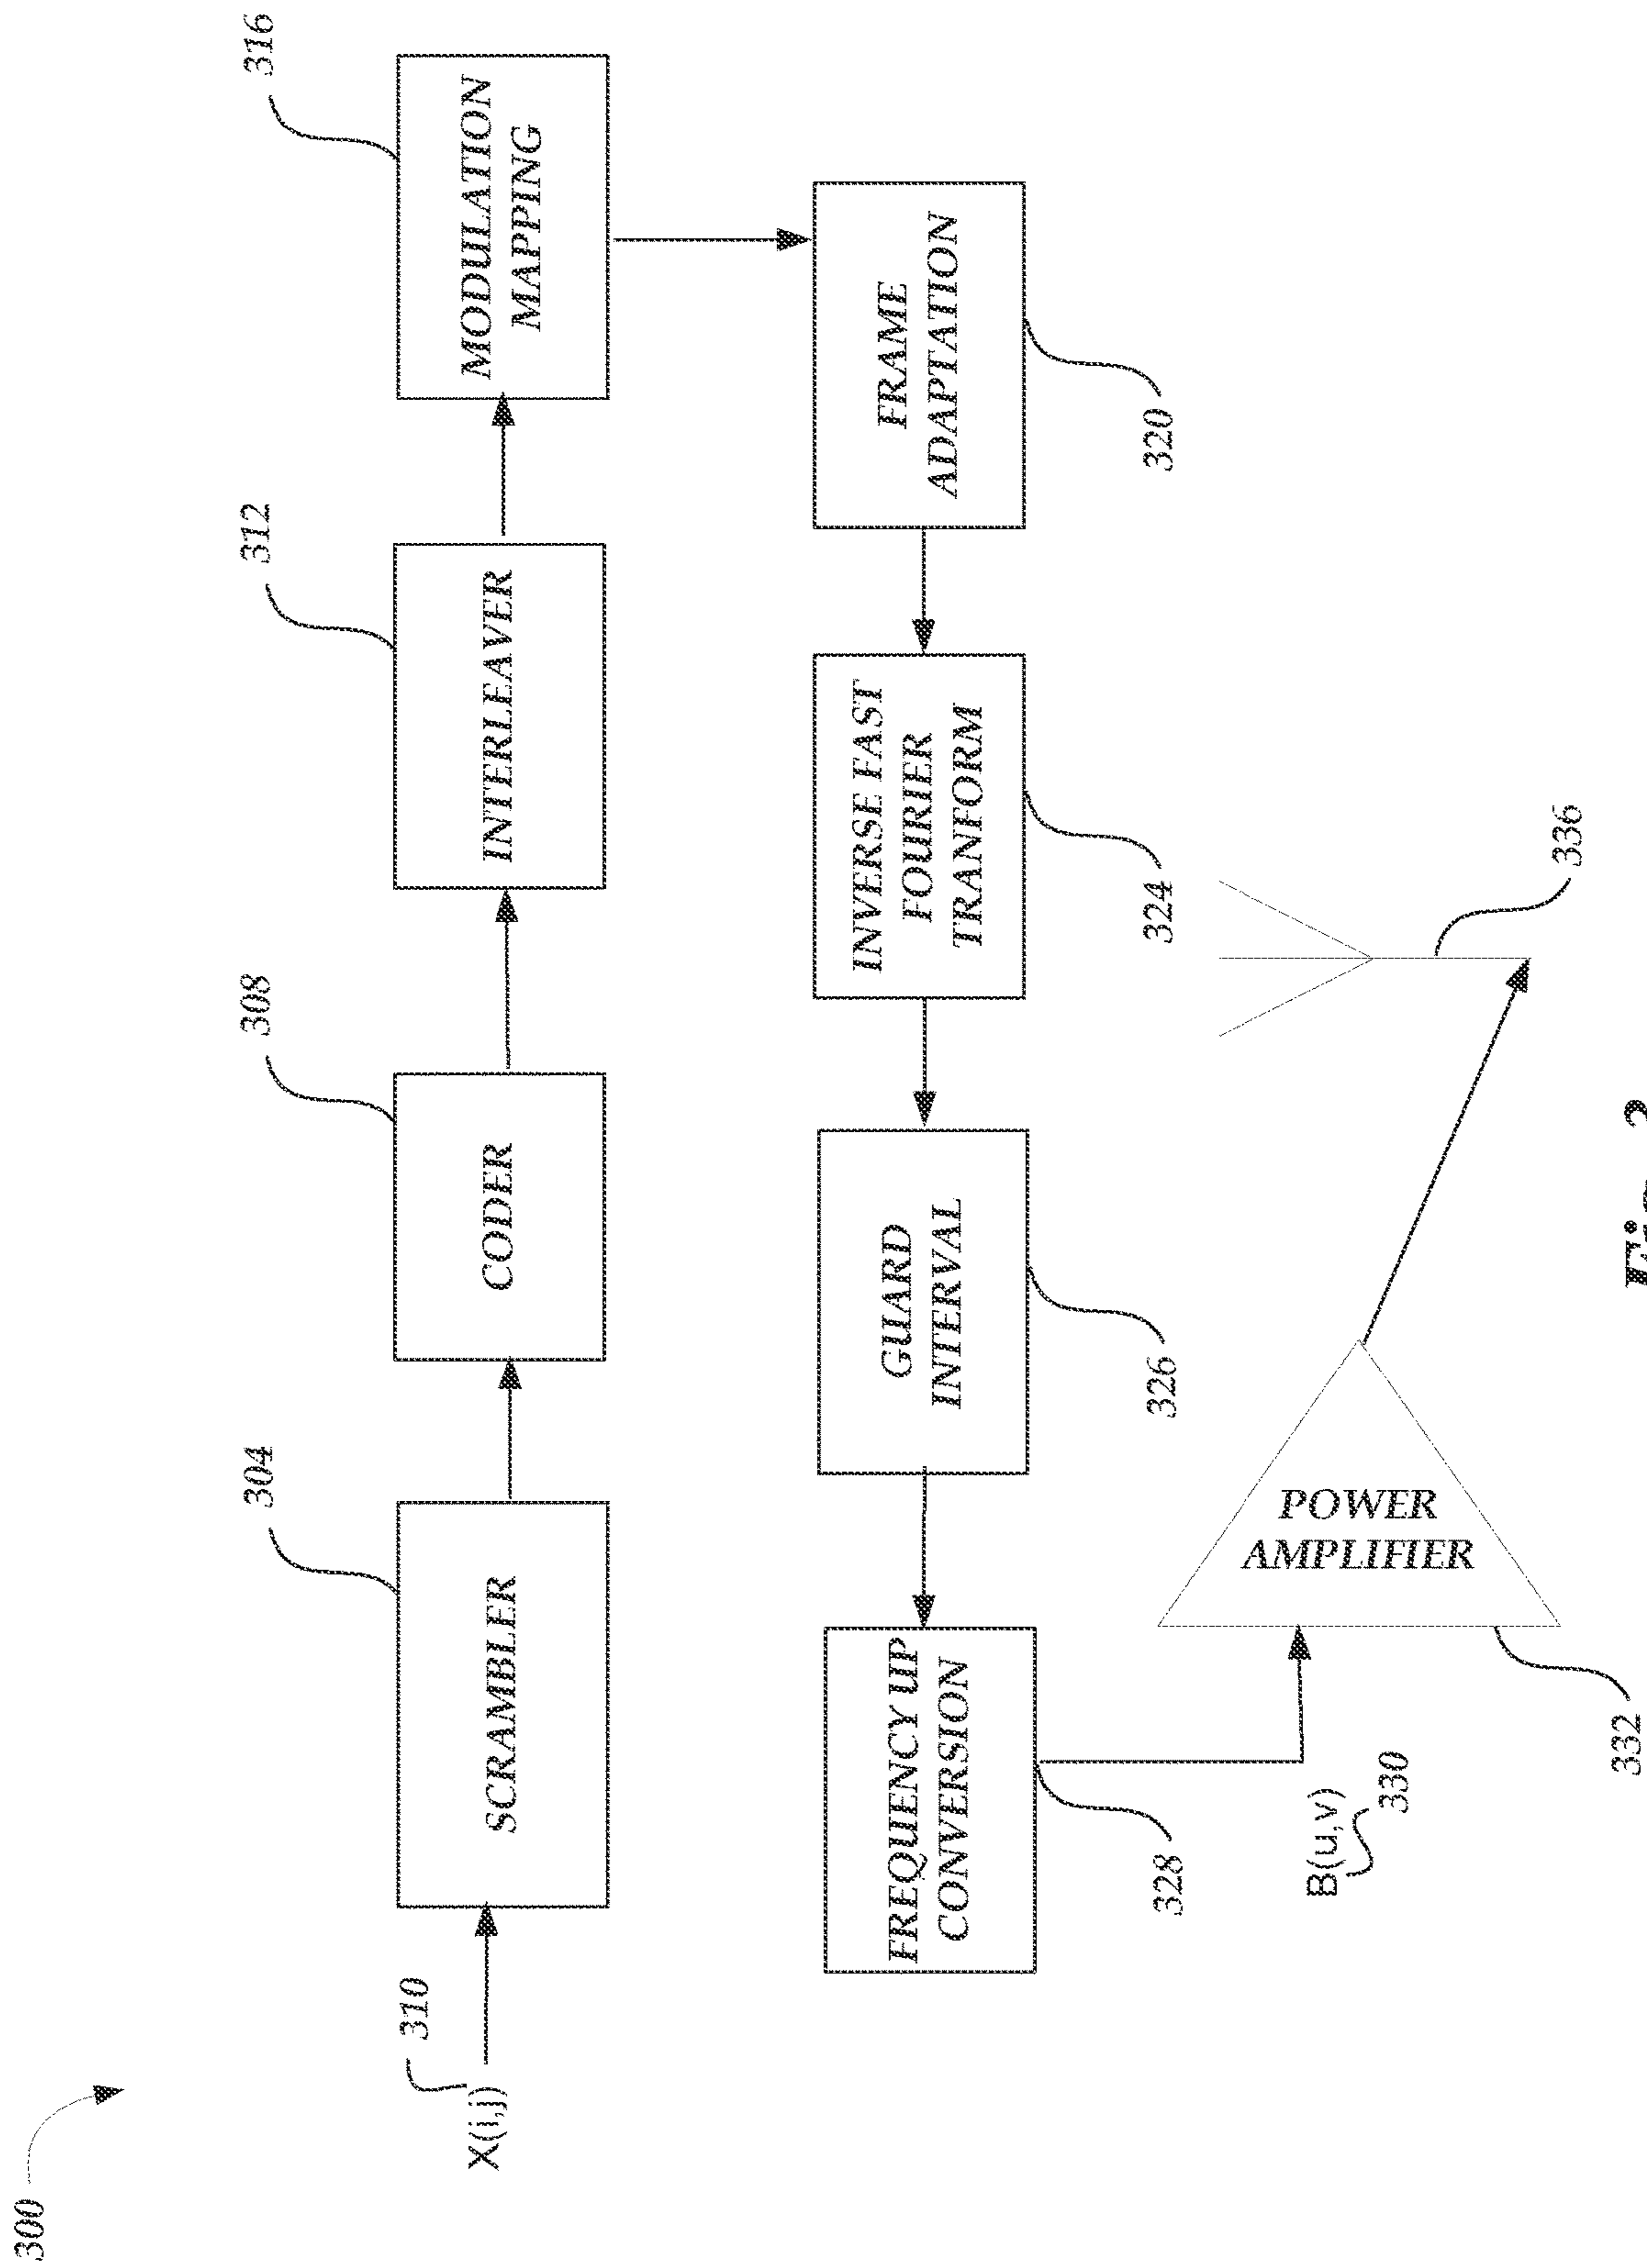 300
X(i,j)
310
SCRAMBLER
304
CODER
308
INTERLEAVER
312
MODULATION
MAPPING
316
FREQUENCY UP
CONVERSION
328
GUARD
INTERVAL
326
INVERSE FAST
FOURIER
TRANFORM
324
FRAME
ADAPTATION
320
B(u,v)
330
POWER
AMPLIFIER
332
336